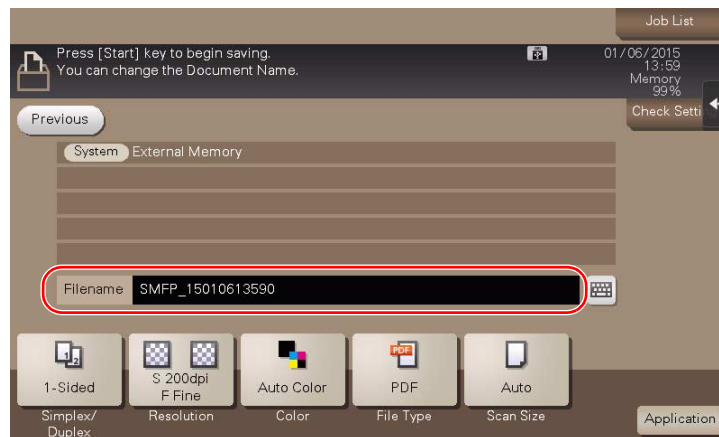 Job List
Press [Start] key to begin saving.
You can change the Document Name.
01/06/2015
13:59
Memory
99%
Check Setti
Previous
System External Memory
Filename SMFP_15010613590
1 2
1-Sided
S 200dpi
F Fine
Auto Color
PDF
PDF
Auto
Simplex/
Duplex
Resolution
Color
File Type
Scan Size
Application